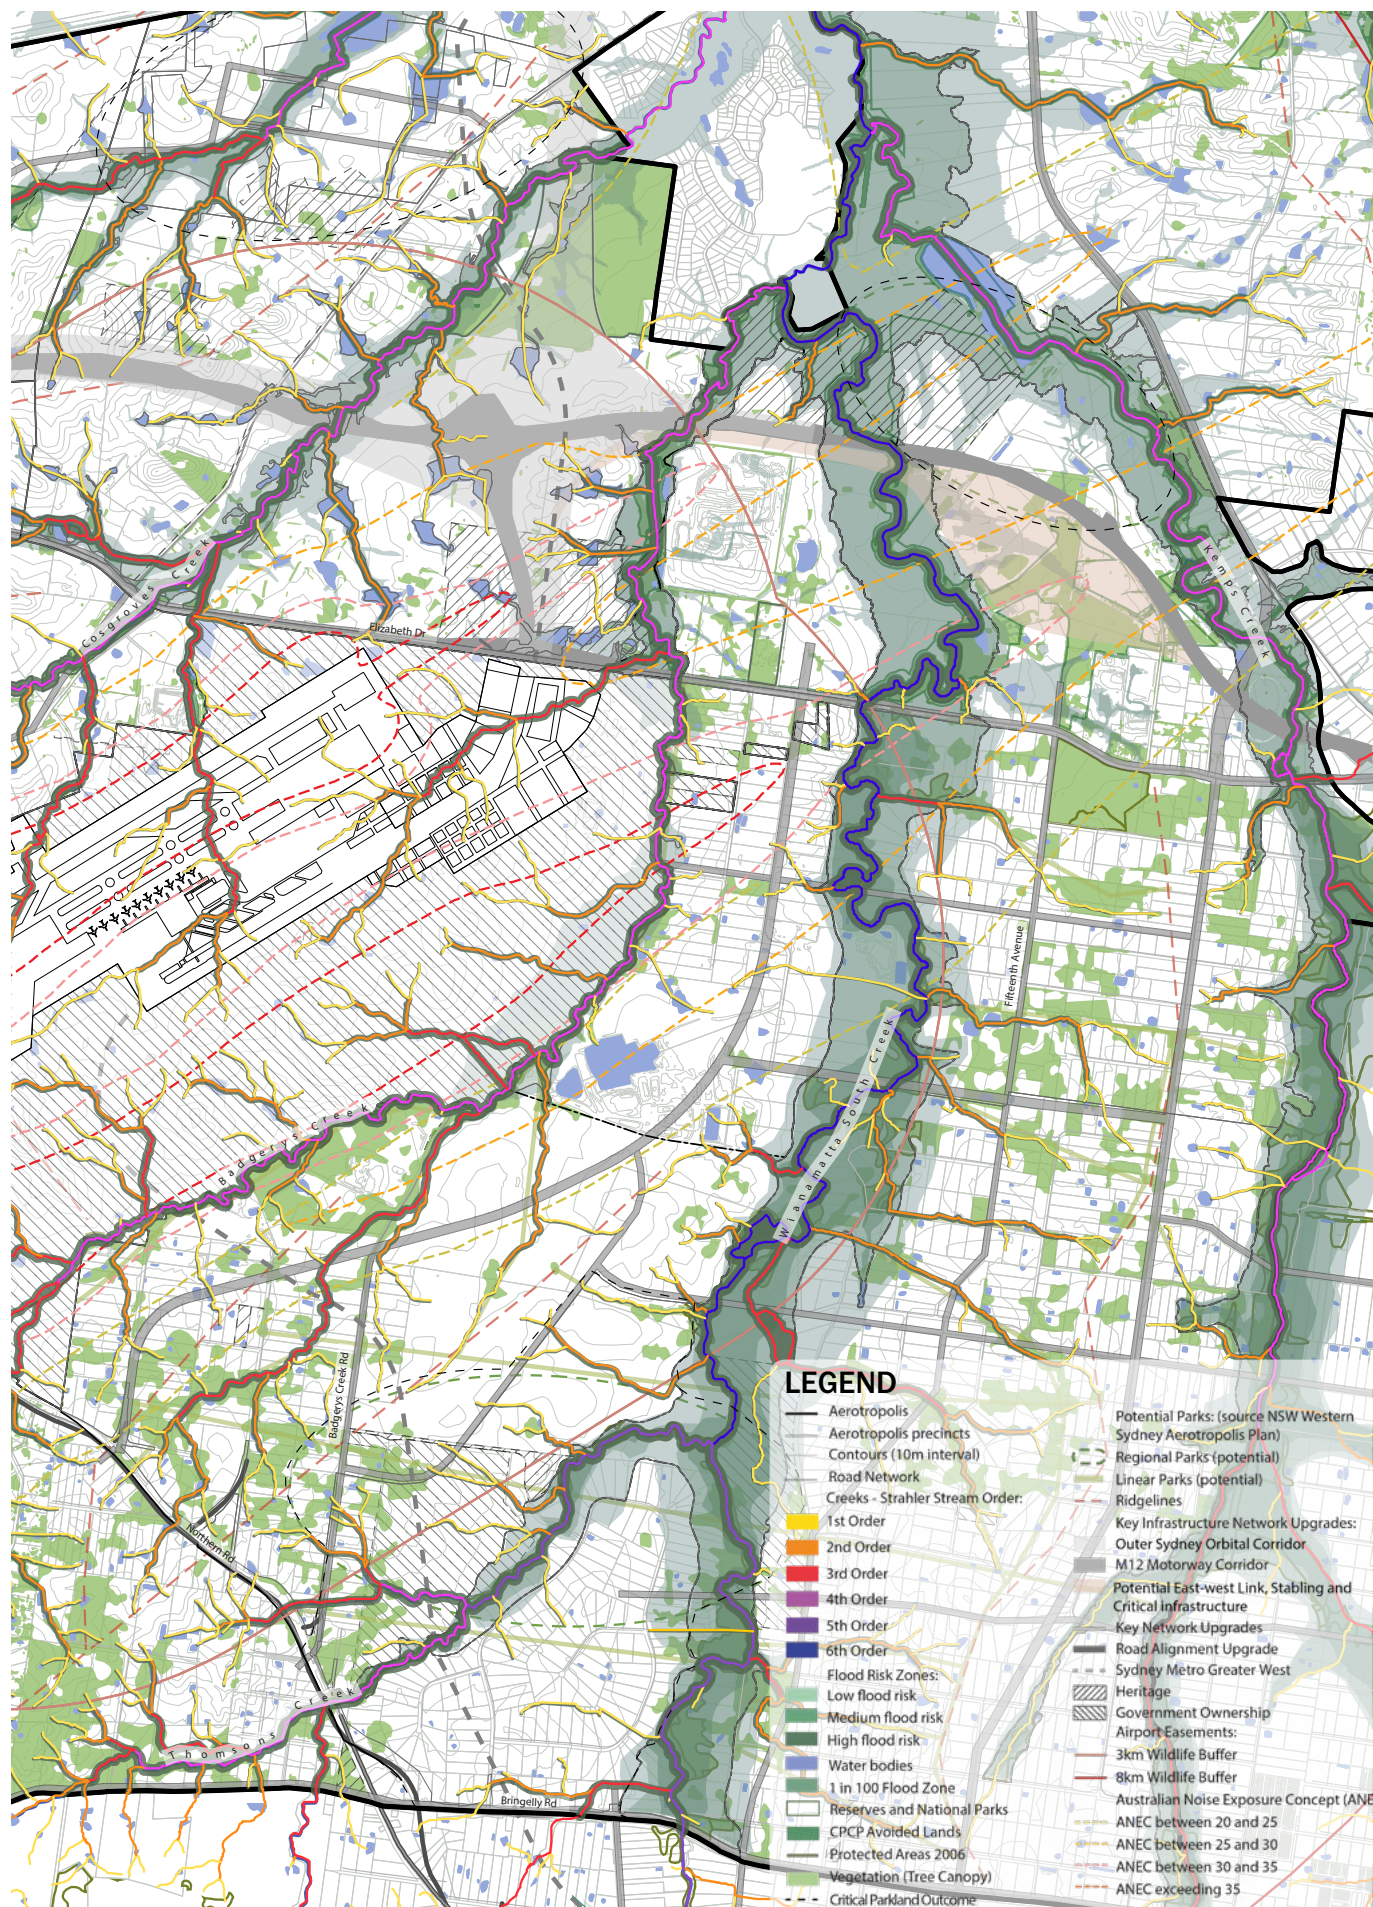 Cosgroves Creek
Elizabeth Dr
Kemps Creek
Fifteenth Avenue
Badgerys Creek
Wianamatta South Creek
Badgerys Creek Rd
Northern Rd
Thomsons Creek
Bringelly Rd
LEGEND
Aerotropolis
Aerotropolis precincts
Contours (10m interval)
Road Network
Creeks - Strahler Stream Order:
1st Order
2nd Order
3rd Order
4th Order
5th Order
6th Order
Flood Risk Zones:
Low flood risk
Medium flood risk
High flood risk
Water bodies
1 in 100 Flood Zone
Reserves and National Parks
CPCP Avoided Lands
Protected Areas 2006
Vegetation (Tree Canopy)
Critical Parkland Outcome
Potential Parks: (source NSW Western
Sydney Aerotropolis Plan)
Regional Parks (potential)
Linear Parks (potential)
Ridgelines
Key Infrastructure Network Upgrades:
Outer Sydney Orbital Corridor
M12 Motorway Corridor
Potential East-west Link, Stabling and
Critical infrastructure
Key Network Upgrades
Road Alignment Upgrade
Sydney Metro Greater West
Heritage
Government Ownership
Airport Easements:
3km Wildlife Buffer
8km Wildlife Buffer
Australian Noise Exposure Concept (ANE
ANEC between 20 and 25
ANEC between 25 and 30
ANEC between 30 and 35
ANEC exceeding 35